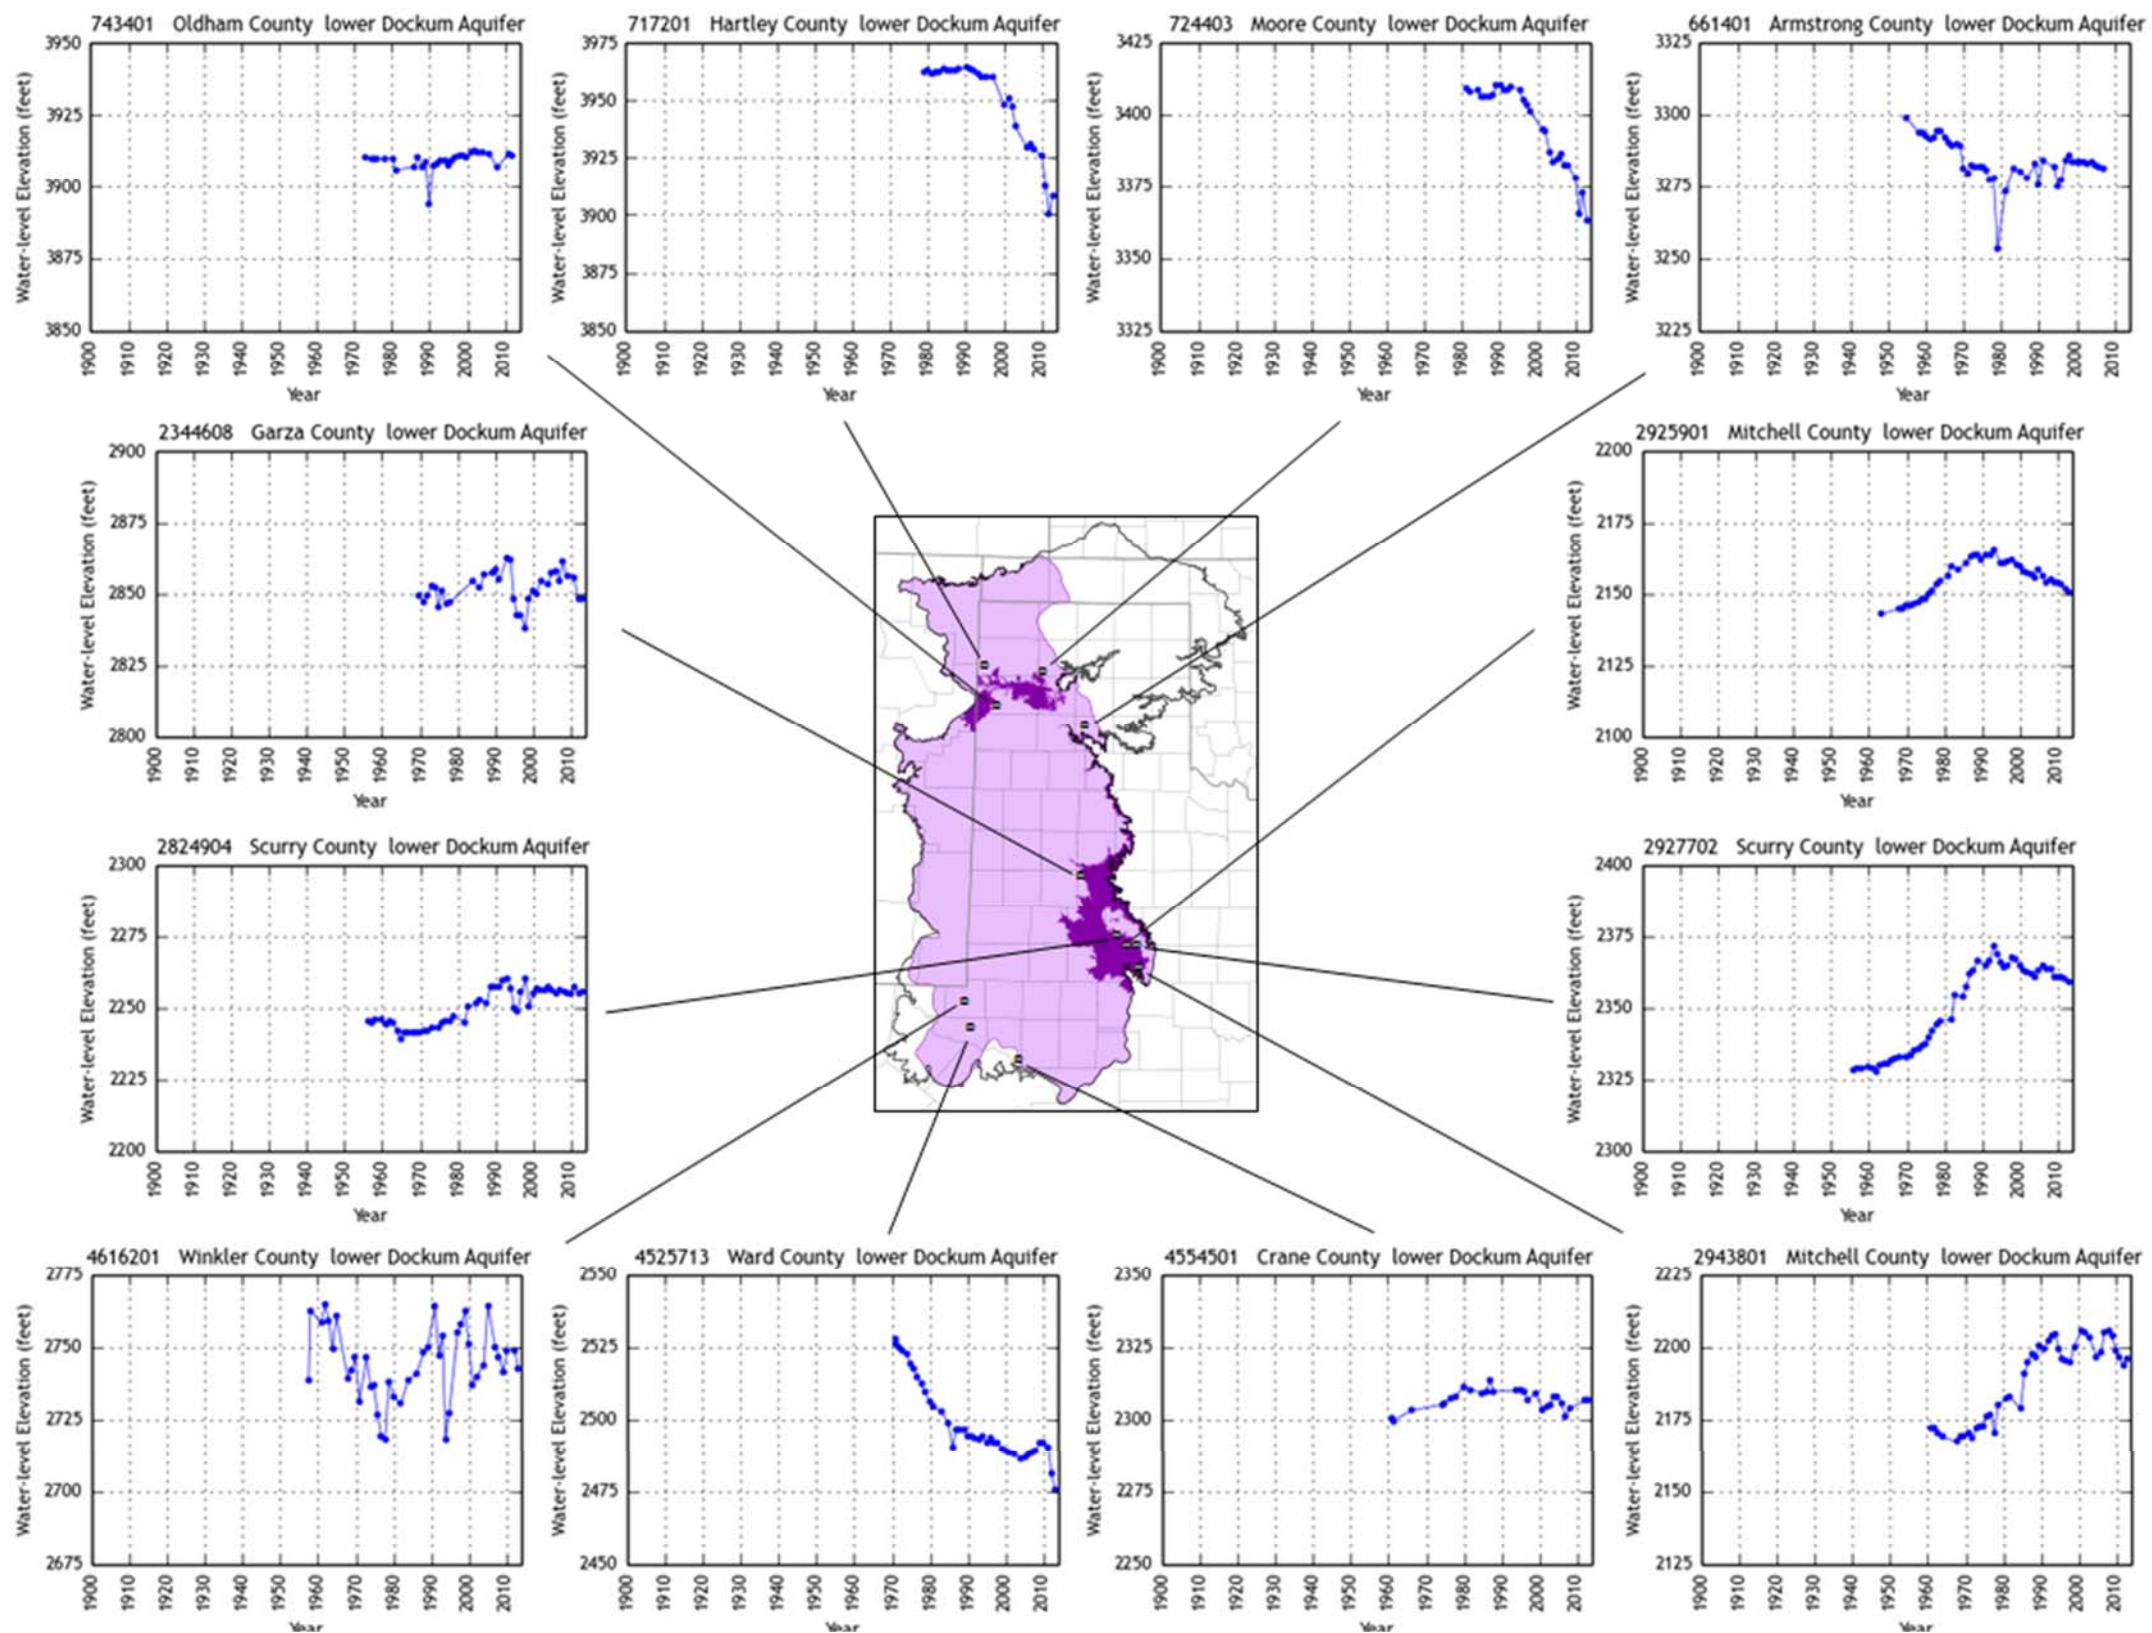 743401 Oldham County lower Dockum Aquifer
Water-level Elevation (feet)
3950
3925
3900
3875
3850
1900 1910 1920 1930 1940 1950 1960 1970 1980 1990 2000 2010
Year
717201 Hartley County lower Dockum Aquifer
Water-level Elevation (feet)
3975
3950
3925
3900
3875
3850
1900 1910 1920 1930 1940 1950 1960 1970 1980 1990 2000 2010
Year
724403 Moore County lower Dockum Aquifer
Water-level Elevation (feet)
3425
3400
3375
3350
3325
1900 1910 1920 1930 1940 1950 1960 1970 1980 1990 2000 2010
Year
661401 Armstrong County lower Dockum Aquifer
Water-level Elevation (feet)
3325
3300
3275
3250
3225
1900 1910 1920 1930 1940 1950 1960 1970 1980 1990 2000 2010
Year
2344608 Garza County lower Dockum Aquifer
Water-level Elevation (feet)
2900
2875
2850
2825
2800
1900 1910 1920 1930 1940 1950 1960 1970 1980 1990 2000 2010
Year
2925901 Mitchell County lower Dockum Aquifer
Water-level Elevation (feet)
2200
2175
2150
2125
2100
1900 1910 1920 1930 1940 1950 1960 1970 1980 1990 2000 2010
Year
2824904 Scurry County lower Dockum Aquifer
Water-level Elevation (feet)
2300
2275
2250
2225
2200
1900 1910 1920 1930 1940 1950 1960 1970 1980 1990 2000 2010
Year
2927702 Scurry County lower Dockum Aquifer
Water-level Elevation (feet)
2400
2375
2350
2325
2300
1900 1910 1920 1930 1940 1950 1960 1970 1980 1990 2000 2010
Year
4616201 Winkler County lower Dockum Aquifer
Water-level Elevation (feet)
2775
2750
2725
2700
2675
1900 1910 1920 1930 1940 1950 1960 1970 1980 1990 2000 2010
Year
4525713 Ward County lower Dockum Aquifer
Water-level Elevation (feet)
2550
2525
2500
2475
2450
1900 1910 1920 1930 1940 1950 1960 1970 1980 1990 2000 2010
Year
4554501 Crane County lower Dockum Aquifer
Water-level Elevation (feet)
2350
2325
2300
2275
2250
1900 1910 1920 1930 1940 1950 1960 1970 1980 1990 2000 2010
Year
2943801 Mitchell County lower Dockum Aquifer
Water-level Elevation (feet)
2225
2200
2175
2150
2125
1900 1910 1920 1930 1940 1950 1960 1970 1980 1990 2000 2010
Year